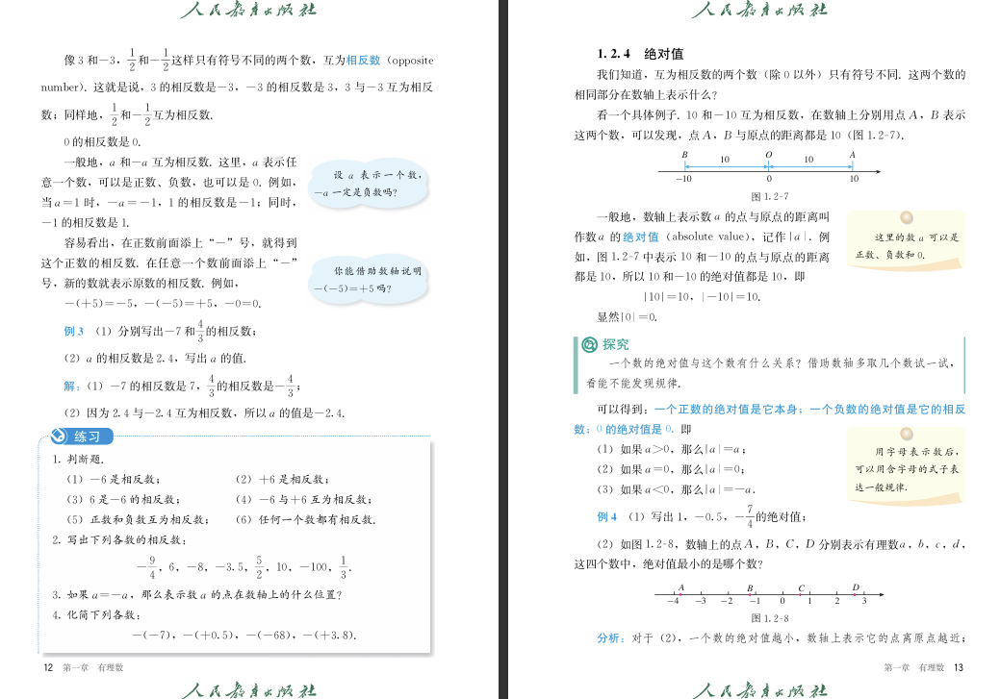 人民教育出版社
像 3 和－3，1/2 和－1/2 这样只有符号不同的两个数，互为相反数（opposite
number）. 这就是说，3 的相反数是－3，－3 的相反数是 3，3 与－3 互为相反
数；同样地，1/2 和－1/2 互为相反数.
0 的相反数是 0.
一般地，a 和－a 互为相反数. 这里，a 表示任
意一个数，可以是正数、负数，也可以是 0. 例如，
当 a＝1 时，－a＝－1，1 的相反数是－1；同时，
－1 的相反数是 1.
设 a 表示一个数，
－a 一定是负数吗？
容易看出，在正数前面添上“－”号，就得到
这个正数的相反数. 在任意一个数前面添上“－”
号，新的数就表示原数的相反数. 例如，
你能借助数轴说明
－(－5)＝＋5 吗？
－(＋5)＝－5，－(－5)＝＋5，－0＝0.
例 3 （1）分别写出－7 和 4/3 的相反数；
（2）a 的相反数是 2.4，写出 a 的值.
解：（1）－7 的相反数是 7，4/3 的相反数是－4/3；
（2）因为 2.4 与－2.4 互为相反数，所以 a 的值是－2.4.
练习
1. 判断题.
（1）－6 是相反数； （2）＋6 是相反数；
（3）6 是－6 的相反数； （4）－6 与＋6 互为相反数；
（5）正数和负数互为相反数； （6）任何一个数都有相反数.
2. 写出下列各数的相反数：
－9/4，6，－8，－3.5，5/2，10，－100，1/3.
3. 如果 a＝－a，那么表示数 a 的点在数轴上的什么位置？
4. 化简下列各数：
－(－7)，－(＋0.5)，－(－68)，－(＋3.8).
12 第一章 有理数
人民教育出版社
人民教育出版社
1.2.4 绝对值
我们知道，互为相反数的两个数（除 0 以外）只有符号不同. 这两个数的
相同部分在数轴上表示什么？
看一个具体例子. 10 和－10 互为相反数，在数轴上分别用点 A，B 表示
这两个数，可以发现，点 A，B 与原点的距离都是 10（图 1.2-7）.
B 10 O 10 A
－10 0 10
图 1.2-7
一般地，数轴上表示数 a 的点与原点的距离叫
作数 a 的绝对值（absolute value），记作|a|. 例
如，图 1.2-7 中表示 10 和－10 的点与原点的距离
都是 10，所以 10 和－10 的绝对值都是 10，即
这里的数 a 可以是
正数、负数和 0.
|10|＝10，|－10|＝10.
显然|0|＝0.
探究
一个数的绝对值与这个数有什么关系？借助数轴多取几个数试一试，
看能不能发现规律.
可以得到：一个正数的绝对值是它本身；一个负数的绝对值是它的相反
数；0 的绝对值是 0. 即
（1）如果 a＞0，那么|a|＝a；
（2）如果 a＝0，那么|a|＝0；
（3）如果 a＜0，那么|a|＝－a.
用字母表示数后，
可以用含字母的式子表
达一般规律.
例 4 （1）写出 1，－0.5，－7/4 的绝对值；
（2）如图 1.2-8，数轴上的点 A，B，C，D 分别表示有理数 a，b，c，d，
这四个数中，绝对值最小的是哪个数？
A B C D
－4 －3 －2 －1 0 1 2 3
图 1.2-8
分析：对于（2），一个数的绝对值越小，数轴上表示它的点离原点越近；
第一章 有理数 13
人民教育出版社